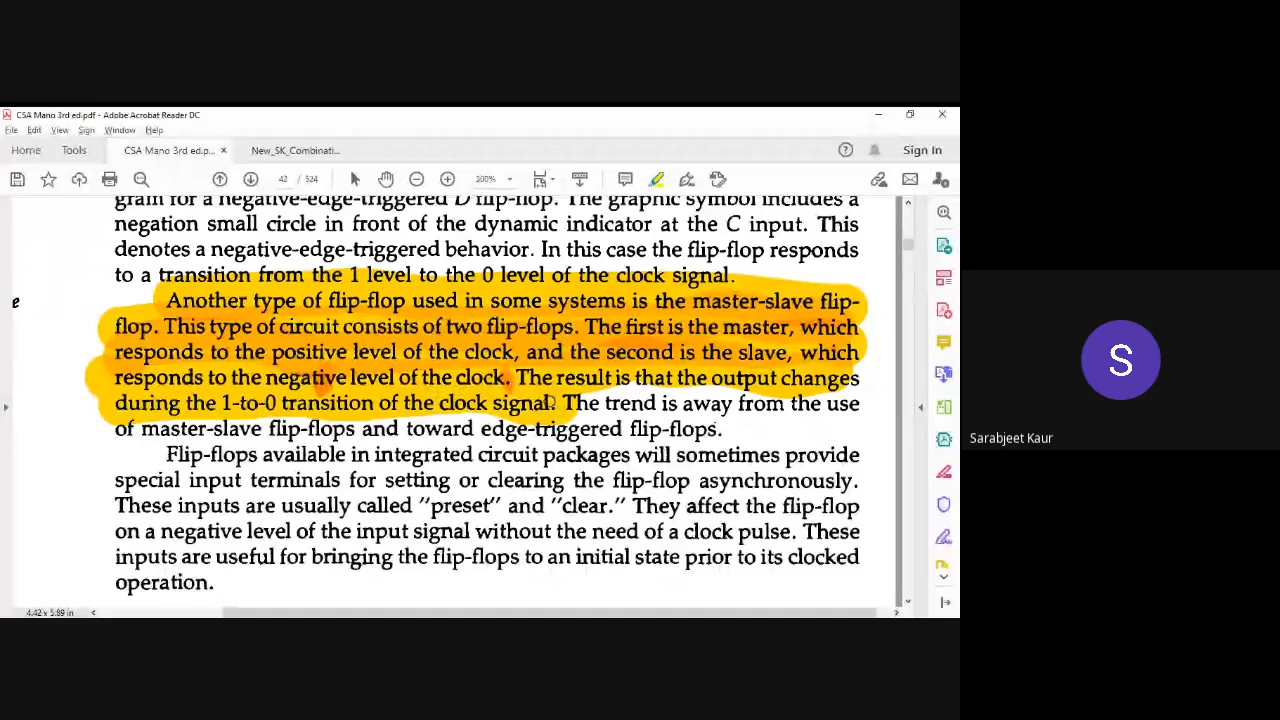 CSA Mano 3rd ed.pdf - Adobe Acrobat Reader DC
File Edit View Sign Window Help
Home Tools CSA Mano 3rd ed.p... × New_SK_Combinati... Sign In
42 / 524 300%
gram for a negative-edge-triggered D flip-flop. The graphic symbol includes a
negation small circle in front of the dynamic indicator at the C input. This
denotes a negative-edge-triggered behavior. In this case the flip-flop responds
to a transition from the 1 level to the 0 level of the clock signal.
Another type of flip-flop used in some systems is the master-slave flip-
flop. This type of circuit consists of two flip-flops. The first is the master, which
responds to the positive level of the clock, and the second is the slave, which
responds to the negative level of the clock. The result is that the output changes
during the 1-to-0 transition of the clock signal. The trend is away from the use
of master-slave flip-flops and toward edge-triggered flip-flops.
Flip-flops available in integrated circuit packages will sometimes provide
special input terminals for setting or clearing the flip-flop asynchronously.
These inputs are usually called "preset" and "clear." They affect the flip-flop
on a negative level of the input signal without the need of a clock pulse. These
inputs are useful for bringing the flip-flops to an initial state prior to its clocked
operation.
e
4.42 x 5.89 in
S
Sarabjeet Kaur